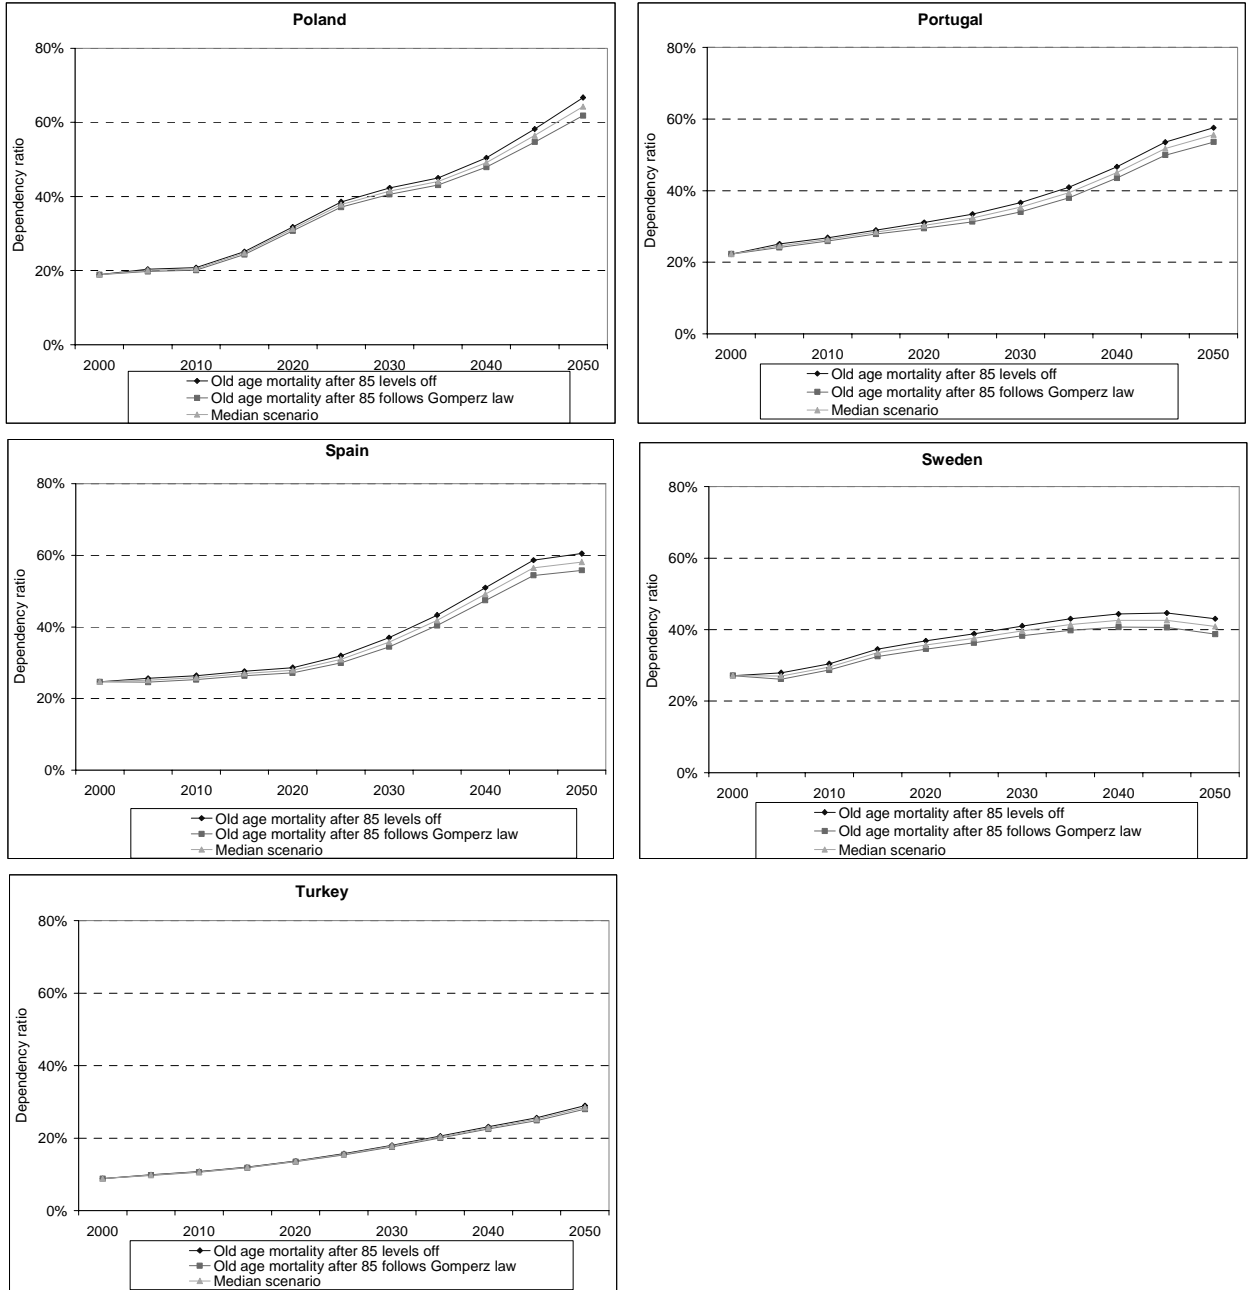 Poland
80%
60%
40%
20%
0%
Dependency ratio
2000 2010 2020 2030 2040 2050
Old age mortality after 85 levels off
Old age mortality after 85 follows Gomperz law
Median scenario
Portugal
80%
60%
40%
20%
0%
Dependency ratio
2000 2010 2020 2030 2040 2050
Old age mortality after 85 levels off
Old age mortality after 85 follows Gomperz law
Median scenario
Spain
80%
60%
40%
20%
0%
Dependency ratio
2000 2010 2020 2030 2040 2050
Old age mortality after 85 levels off
Old age mortality after 85 follows Gomperz law
Median scenario
Sweden
80%
60%
40%
20%
0%
Dependency ratio
2000 2010 2020 2030 2040 2050
Old age mortality after 85 levels off
Old age mortality after 85 follows Gomperz law
Median scenario
Turkey
80%
60%
40%
20%
0%
Dependency ratio
2000 2010 2020 2030 2040 2050
Old age mortality after 85 levels off
Old age mortality after 85 follows Gomperz law
Median scenario